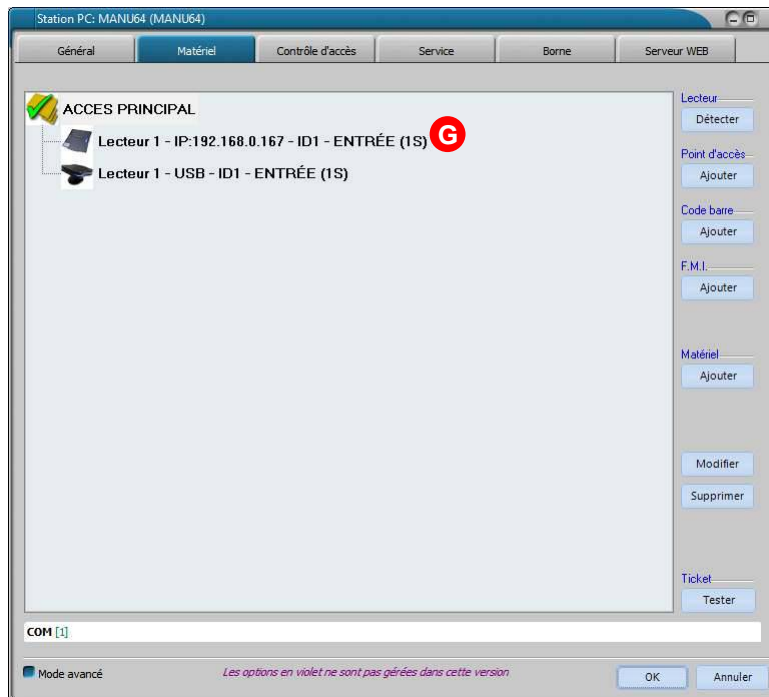 Station PC: MANU64 (MANU64)
Général Matériel Contrôle d'accès Service Borne Serveur WEB
ACCES PRINCIPAL
Lecteur 1 - IP:192.168.0.167 - ID1 - ENTRÉE (1S) G
Lecteur 1 - USB - ID1 - ENTRÉE (1S)
Lecteur
Détecter
Point d'accès
Ajouter
Code barre
Ajouter
F.M.I.
Ajouter
Matériel
Ajouter
Modifier
Supprimer
Ticket
Tester
COM [1]
Mode avancé Les options en violet ne sont pas gérées dans cette version OK Annuler